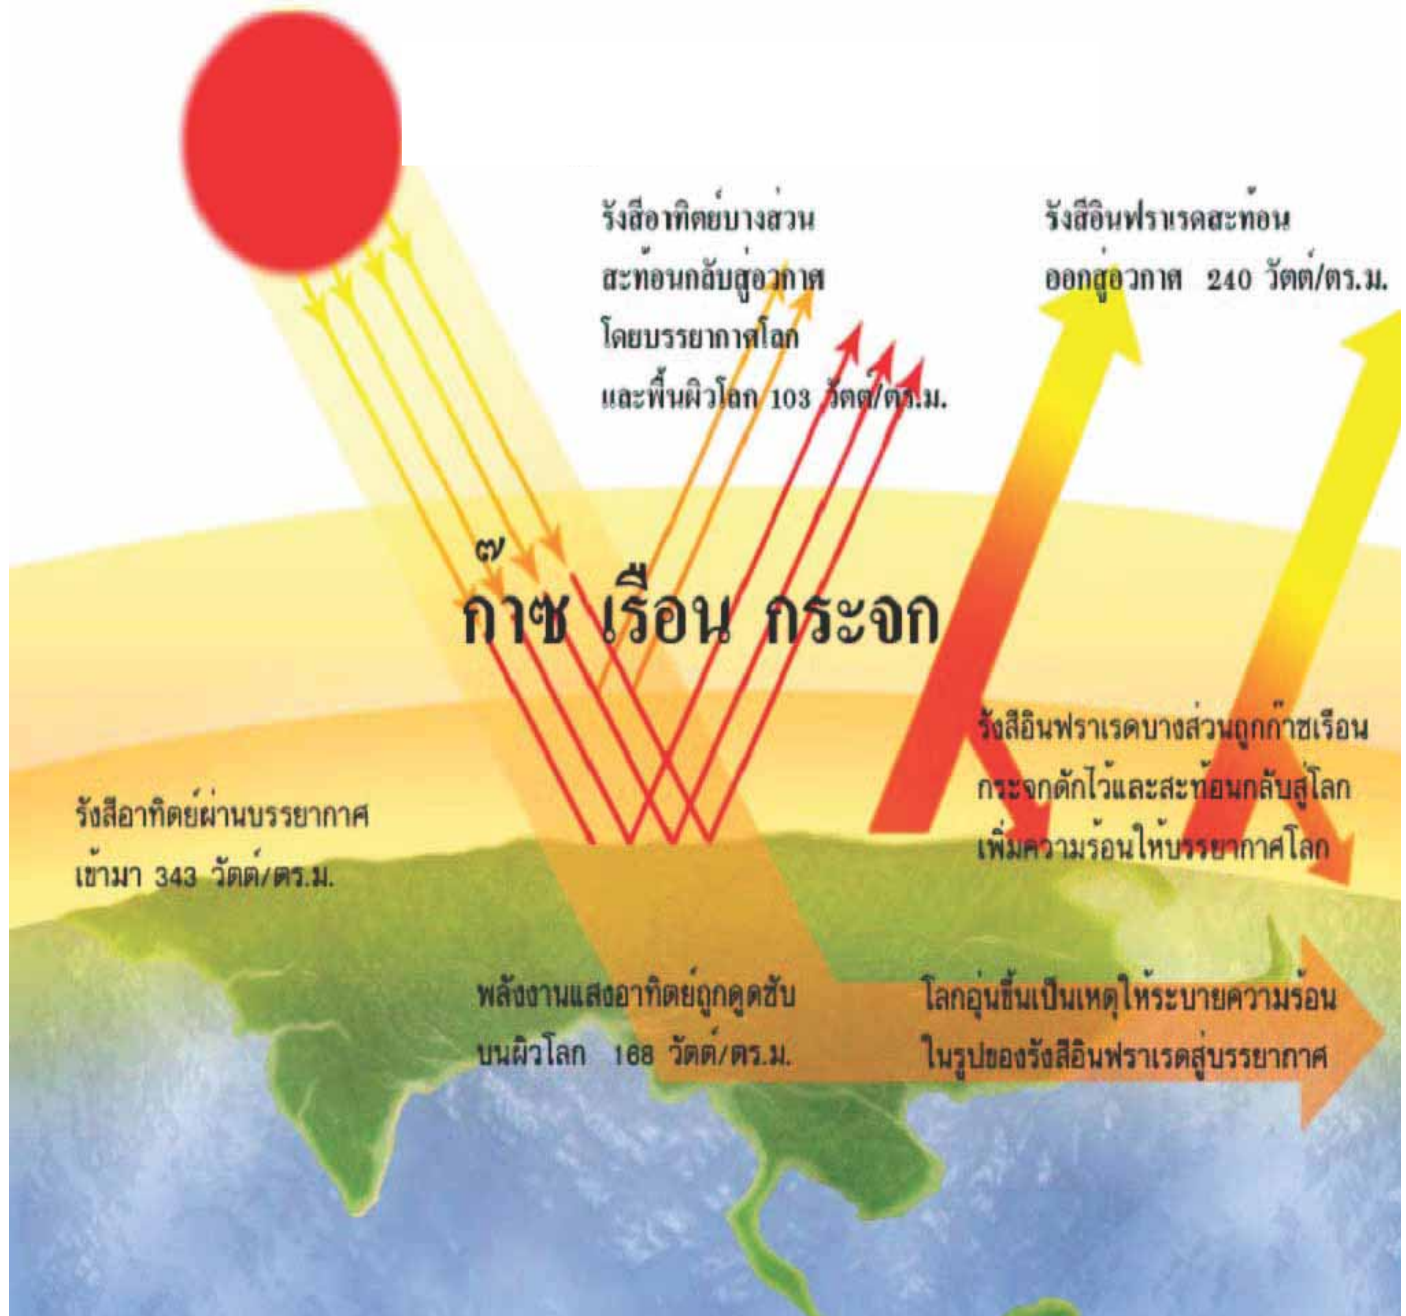 รังสีอาทิตย์บางส่วน
สะท้อนกลับสู่อวกาศ
โดยบรรยากาศโลก
และพื้นผิวโลก 103 วัตต์/ตร.ม.
รังสีอินฟราเรดสะท้อน
ออกสู่อวกาศ 240 วัตต์/ตร.ม.
ก๊าซ เรือน กระจก
รังสีอินฟราเรดบางส่วนถูกก๊าซเรือน
กระจกดักไว้และสะท้อนกลับสู่โลก
เพิ่มความร้อนให้บรรยากาศโลก
รังสีอาทิตย์ผ่านบรรยากาศ
เข้ามา 343 วัตต์/ตร.ม.
พลังงานแสงอาทิตย์ถูกดูดซับ
บนผิวโลก 168 วัตต์/ตร.ม.
โลกอุ่นขึ้นเป็นเหตุให้ระบายความร้อน
ในรูปของรังสีอินฟราเรดสู่บรรยากาศ